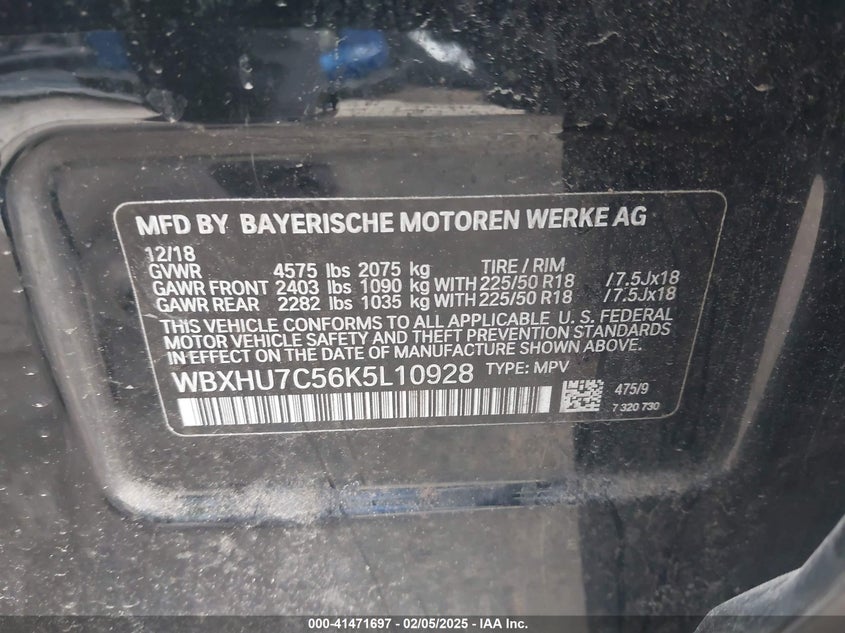 MFD BY BAYERISCHE MOTOREN WERKE AG
12/18
GVWR 4575 lbs 2075 kg TIRE / RIM
GAWR FRONT 2403 lbs 1090 kg WITH 225/50 R18 /7.5Jx18
GAWR REAR 2282 lbs 1035 kg WITH 225/50 R18 /7.5Jx18
THIS VEHICLE CONFORMS TO ALL APPLICABLE U. S. FEDERAL
MOTOR VEHICLE SAFETY AND THEFT PREVENTION STANDARDS
IN EFFECT ON THE DATE OF MANUFACTURE SHOWN ABOVE.
WBXHU7C56K5L10928 TYPE: MPV
475/9
7 320 730
000-41471697 - 02/05/2025 - IAA Inc.